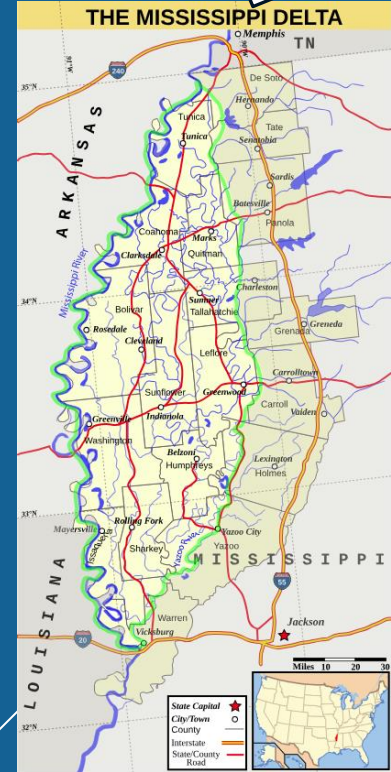 THE MISSISSIPPI DELTA
Memphis
TN
240
90°W
35°N
De Soto
Hernando
Tunica
Tate
Tunica
Senatobia
ARKANSAS
Sardis
Batesville
Panola
Coahoma
Marks
Clarksdale
Quitman
Mississippi River
Charleston
34°N
Sumner
Bolivar
Tallahatchie
Rosedale
Greneda
Grenada
Cleveland
Leflore
Carrolltown
Sunflower
Greenwood
Carroll
Greenville
Indianola
Vaiden
Washington
Belzoni
Lexington
Humphreys
Holmes
33°N
Rolling Fork
Mayersville
Yazoo City
Issaquena
Yazoo River
Yazoo
Sharkey
MISSISSIPPI
LOUISIANA
55
Warren
Jackson
Vicksburg
20
Miles 10 20 30
State Capital
City/Town
County
Interstate
State/County
Road
32°N